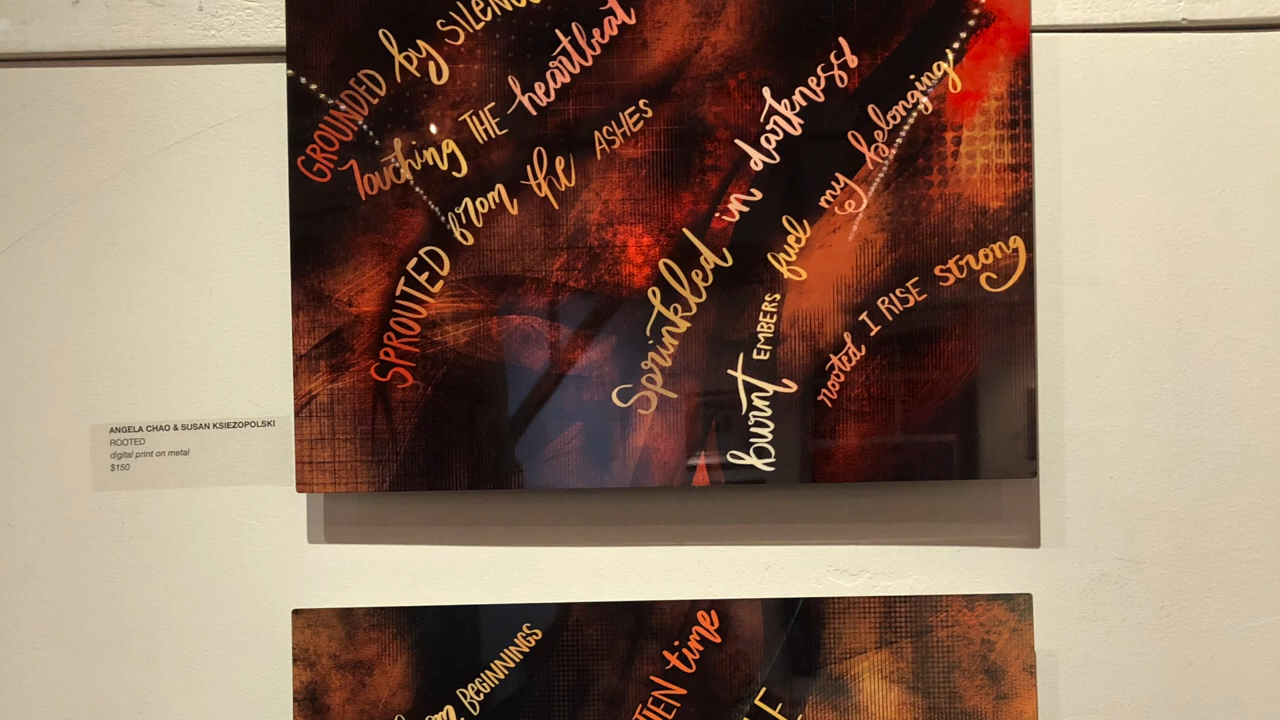 GROUNDED by SILENCE
Touching THE heartbeat
SPROUTED from the ASHES
Sprinkled in darkness
burnt EMBERS fuel my belonging
rooted I RISE strong
ANGELA CHAO & SUSAN KSIEZOPOLSKI
ROOTED
digital print on metal
$150
BEGINNINGS
time